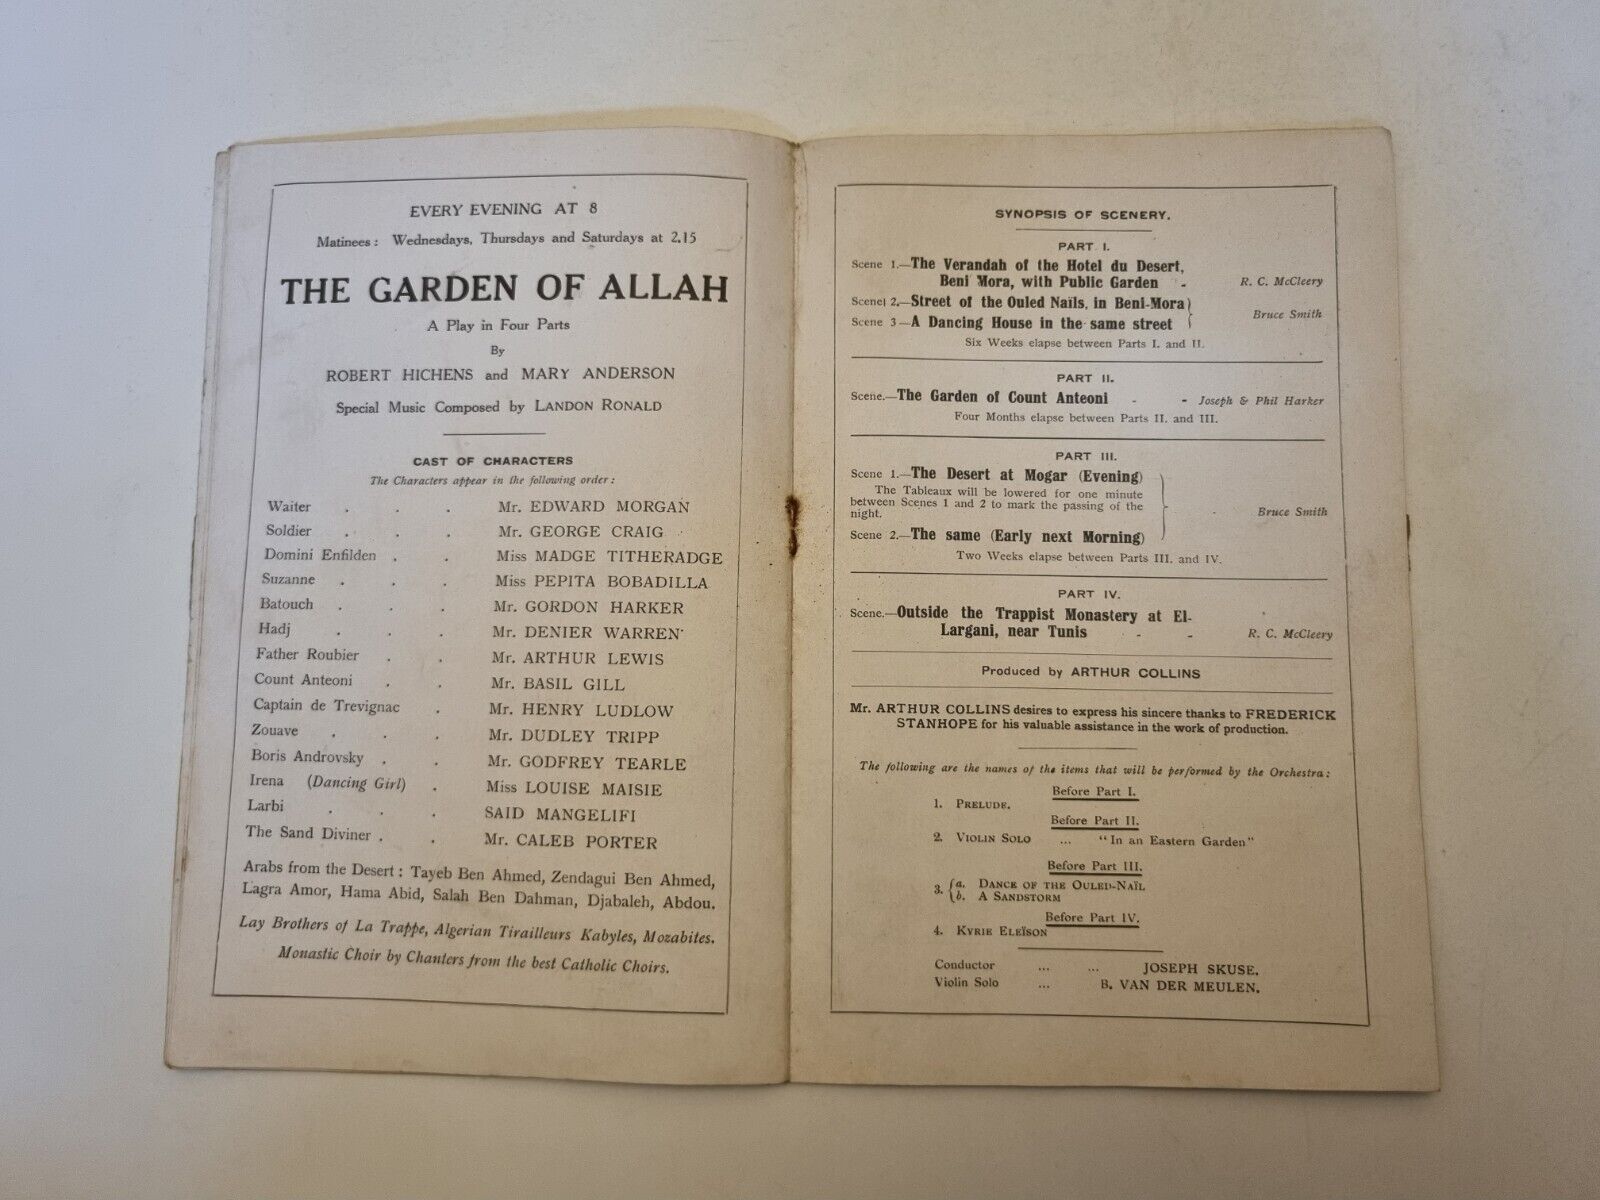 EVERY EVENING AT 8
Matinees: Wednesdays, Thursdays and Saturdays at 2.15
THE GARDEN OF ALLAH
A Play in Four Parts
By
ROBERT HICHENS and MARY ANDERSON
Special Music Composed by LANDON RONALD
CAST OF CHARACTERS
The Characters appear in the following order:
Waiter . . . Mr. EDWARD MORGAN
Soldier . . . Mr. GEORGE CRAIG
Domini Enfilden . . Miss MADGE TITHERADGE
Suzanne . . . Miss PEPITA BOBADILLA
Batouch . . . Mr. GORDON HARKER
Hadj . . . Mr. DENIER WARREN
Father Roubier . . Mr. ARTHUR LEWIS
Count Anteoni . . Mr. BASIL GILL
Captain de Trevignac . Mr. HENRY LUDLOW
Zouave . . . Mr. DUDLEY TRIPP
Boris Androvsky . . Mr. GODFREY TEARLE
Irena (Dancing Girl) . Miss LOUISE MAISIE
Larbi . . . SAID MANGELIFI
The Sand Diviner . . Mr. CALEB PORTER
Arabs from the Desert: Tayeb Ben Ahmed, Zendagui Ben Ahmed,
Lagra Amor, Hama Abid, Salah Ben Dahman, Djabaleh, Abdou.
Lay Brothers of La Trappe, Algerian Tirailleurs Kabyles, Mozabites.
Monastic Choir by Chanters from the best Catholic Choirs.
SYNOPSIS OF SCENERY.
PART I.
Scene 1.—The Verandah of the Hotel du Desert,
Beni Mora, with Public Garden - R. C. McCleery
Scene 2.—Street of the Ouled Naïls, in Beni-Mora
Bruce Smith
Scene 3—A Dancing House in the same street
Six Weeks elapse between Parts I. and II.
PART II.
Scene.—The Garden of Count Anteoni - - Joseph & Phil Harker
Four Months elapse between Parts II. and III.
PART III.
Scene 1.—The Desert at Mogar (Evening)
The Tableaux will be lowered for one minute
between Scenes 1 and 2 to mark the passing of the
night.
Bruce Smith
Scene 2.—The same (Early next Morning)
Two Weeks elapse between Parts III. and IV.
PART IV.
Scene.—Outside the Trappist Monastery at El-
Largani, near Tunis - - R. C. McCleery
Produced by ARTHUR COLLINS
Mr. ARTHUR COLLINS desires to express his sincere thanks to FREDERICK
STANHOPE for his valuable assistance in the work of production.
The following are the names of the items that will be performed by the Orchestra:
Before Part I.
1. PRELUDE.
Before Part II.
2. VIOLIN SOLO ... "In an Eastern Garden"
Before Part III.
3. { a. DANCE OF THE OULED-NAÏL
b. A SANDSTORM
Before Part IV.
4. KYRIE ELEÏSON
Conductor ... ... JOSEPH SKUSE.
Violin Solo ... B. VAN DER MEULEN.